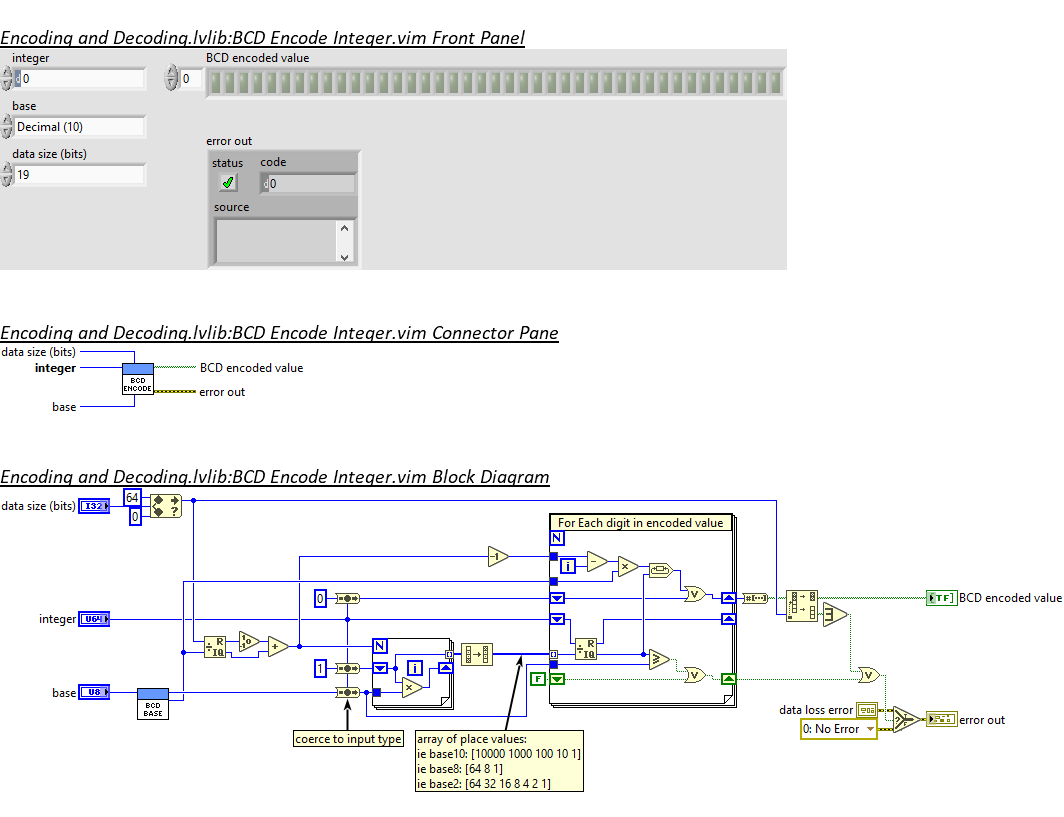 Encoding and Decoding.lvlib:BCD Encode Integer.vim Front Panel
integer
BCD encoded value
d 0
0
base
Decimal (10)
error out
data size (bits)
status
code
19
d 0
source
Encoding and Decoding.lvlib:BCD Encode Integer.vim Connector Pane
data size (bits)
integer
BCD encoded value
BCD
ENCODE
error out
base
Encoding and Decoding.lvlib:BCD Encode Integer.vim Block Diagram
64
data size (bits)
I32
?
0
For Each digit in encoded value
N
-1
i
-
x
0
V
#[...]
TF]
BCD encoded value
integer
U64
R
IQ
+
N
R
IQ
1
i
x
≥
F
V
V
base
U8
BCD
BASE
data loss error
?
error out
0: No Error
coerce to input type
array of place values:
ie base10: [10000 1000 100 10 1]
ie base8: [64 8 1]
ie base2: [64 32 16 8 4 2 1]